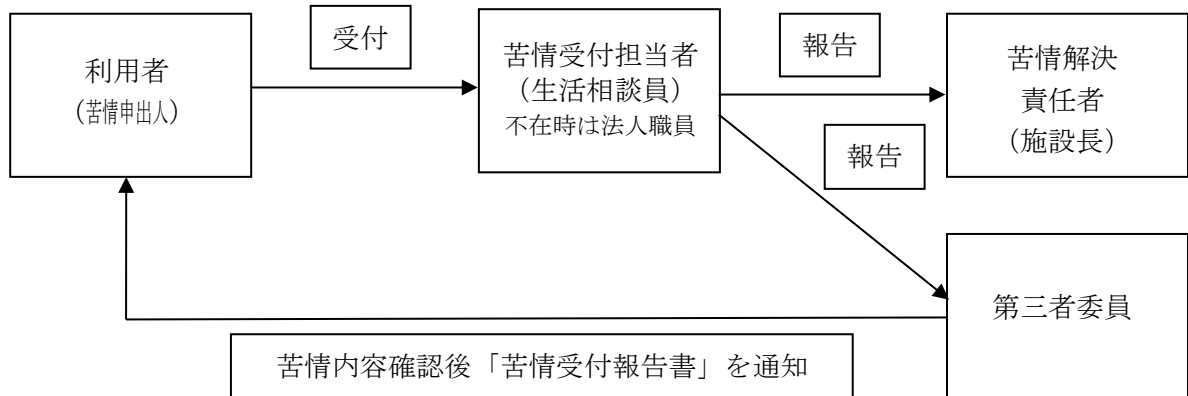 受付
報告
利用者
(苦情申出人)
苦情受付担当者
(生活相談員)
不在時は法人職員
苦情解決
責任者
(施設長)
報告
第三者委員
苦情内容確認後「苦情受付報告書」を通知